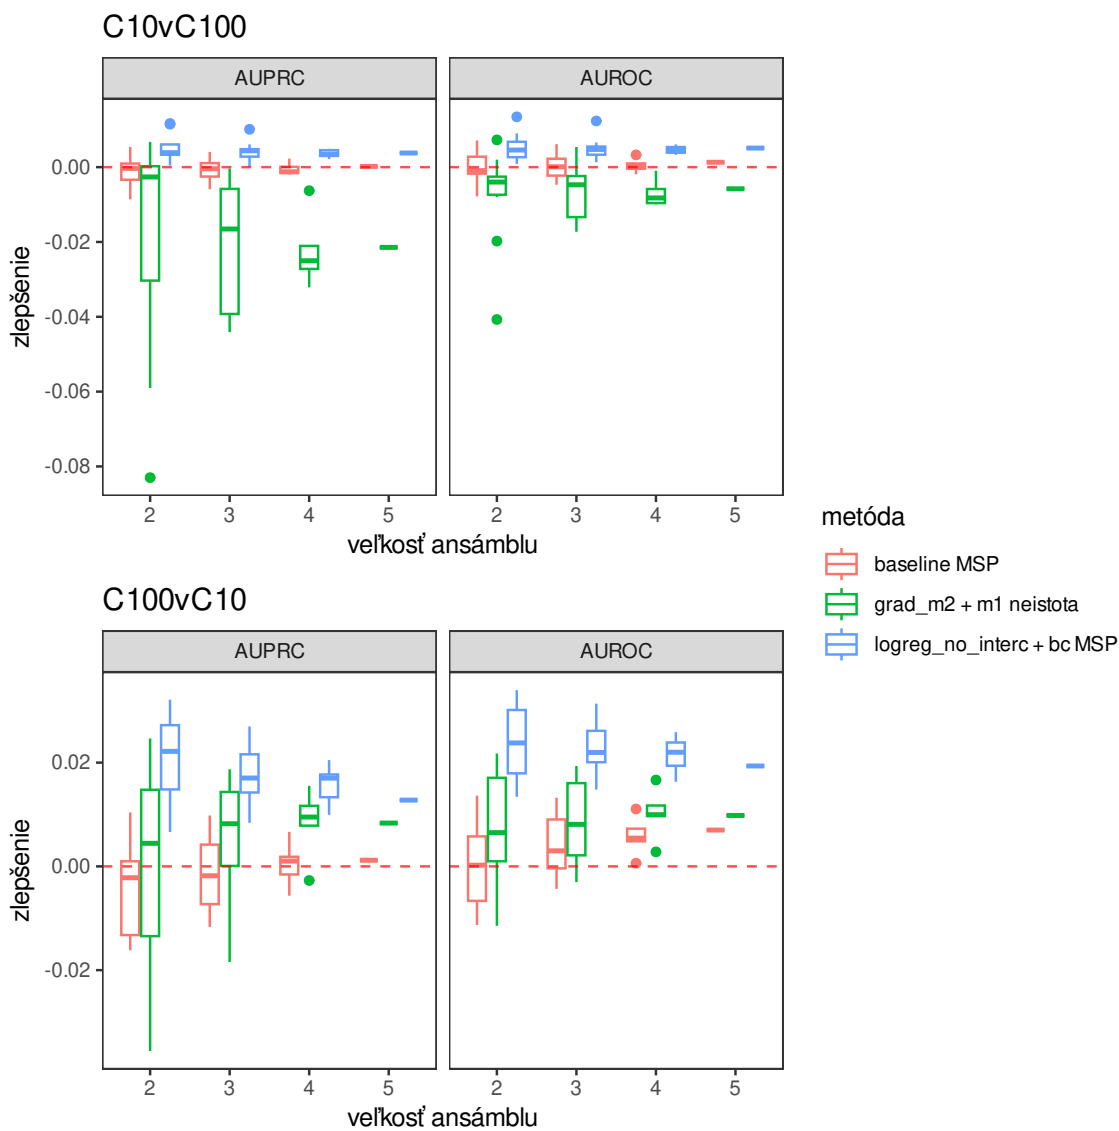 C10vC100
AUPRC
AUROC
0.00
-0.02
-0.04
-0.06
-0.08
zlepšenie
2 3 4 5
2 3 4 5
veľkosť ansámblu
metóda
baseline MSP
grad_m2 + m1 neistota
logreg_no_interc + bc MSP
C100vC10
AUPRC
AUROC
0.02
0.00
-0.02
zlepšenie
2 3 4 5
2 3 4 5
veľkosť ansámblu